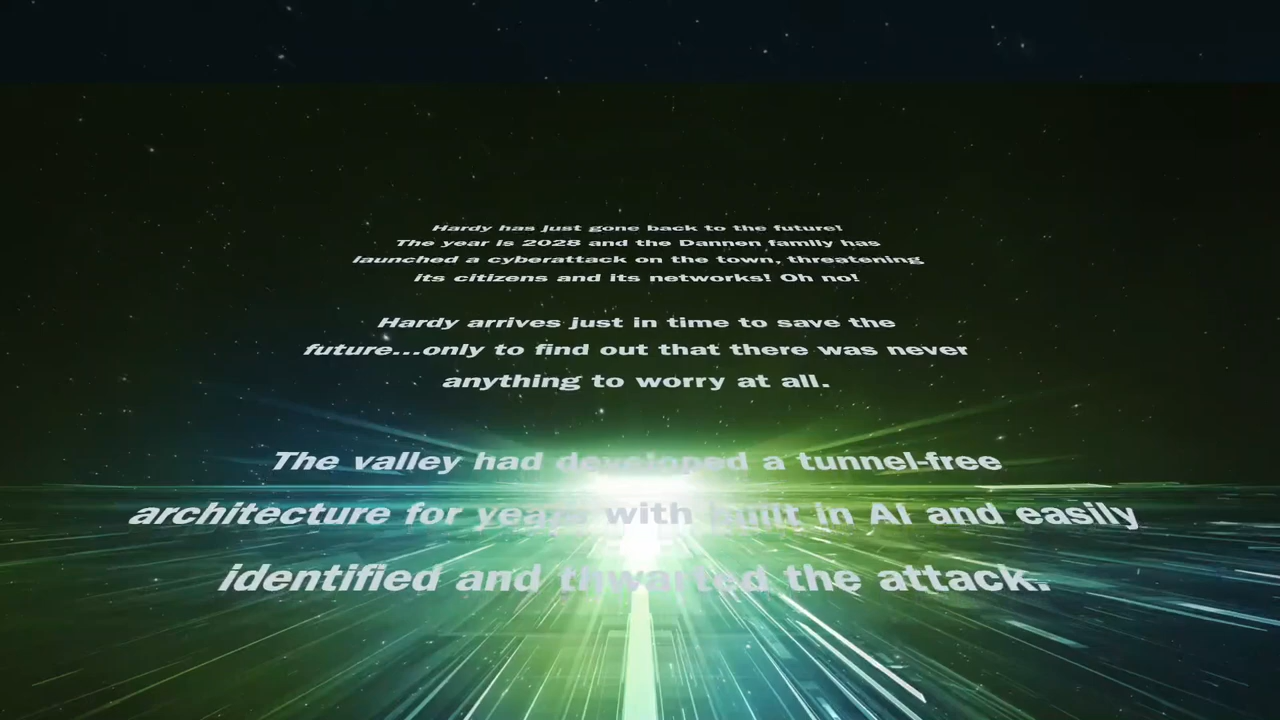 Hardy has just gone back to the future!
The year is 2028 and the Dannen family has
launched a cyberattack on the town, threatening
its citizens and its networks! Oh no!
Hardy arrives just in time to save the
future...only to find out that there was never
anything to worry at all.
The valley had developed a tunnel-free
architecture for years with built in AI and easily
identified and thwarted the attack.